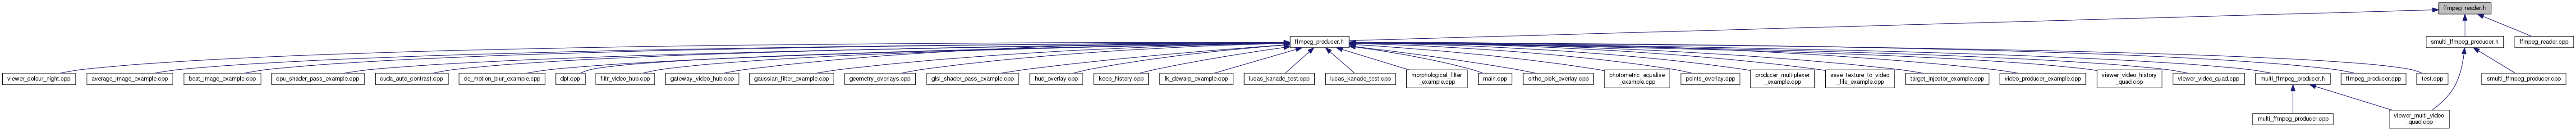 ffmpeg_reader.h
ffmpeg_producer.h
smulti_ffmpeg_producer.h
ffmpeg_reader.cpp
viewer_colour_night.cpp
average_image_example.cpp
beat_image_example.cpp
cpu_shader_pass_example.cpp
cuda_auto_contrast.cpp
de_motion_blur_example.cpp
dpt.cpp
flitr_video_hub.cpp
gateway_video_hub.cpp
gaussian_filter_example.cpp
geometry_overlays.cpp
glsl_shader_pass_example.cpp
hud_overlay.cpp
keep_history.cpp
lk_dewarp_example.cpp
lucas_kanade_test.cpp
lucas_kanade_test.cpp
morphological_filter
_example.cpp
main.cpp
ortho_pick_overlay.cpp
photometric_equalise
_example.cpp
points_overlay.cpp
producer_multiplexer
_example.cpp
save_texture_to_video
_file_example.cpp
target_injector_example.cpp
video_producer_example.cpp
viewer_video_history
_quad.cpp
viewer_video_quad.cpp
multi_ffmpeg_producer.h
ffmpeg_producer.cpp
test.cpp
smulti_ffmpeg_producer.cpp
multi_ffmpeg_producer.cpp
viewer_multi_video
_quad.cpp